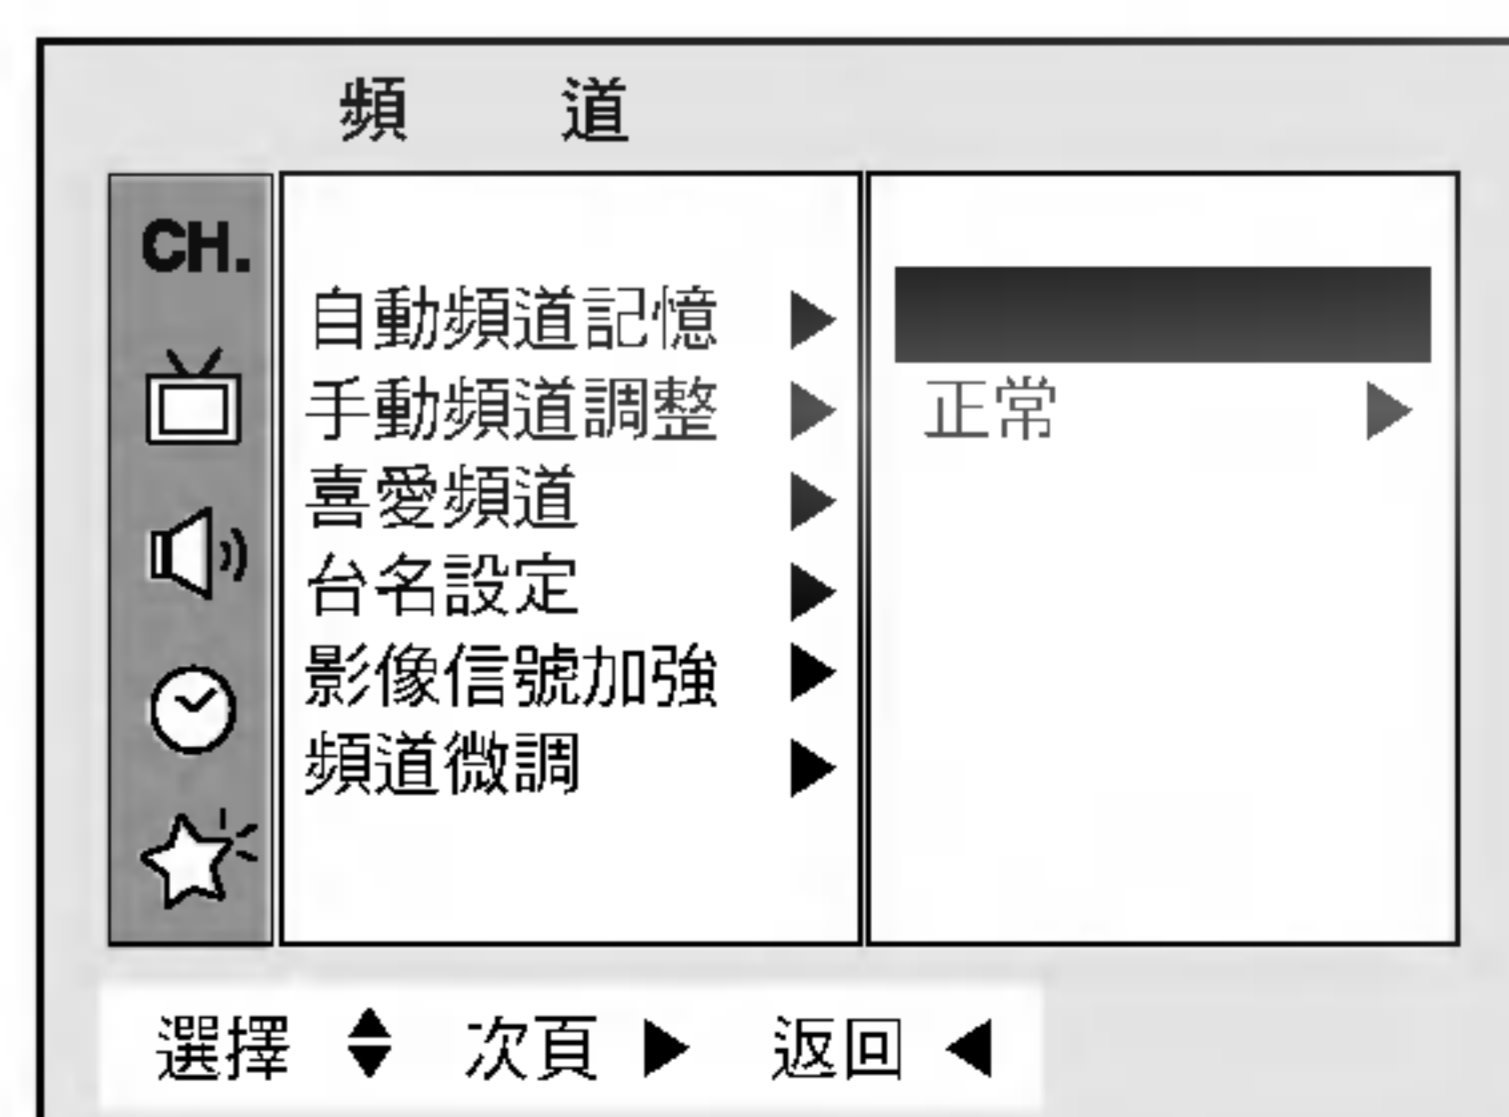 頻 道
CH.
自動頻道記憶 ▶
手動頻道調整 ▶ 正常 ▶
喜愛頻道 ▶
台名設定 ▶
影像信號加強 ▶
頻道微調 ▶
選擇 ◆ 次頁 ▶ 返回 ◀